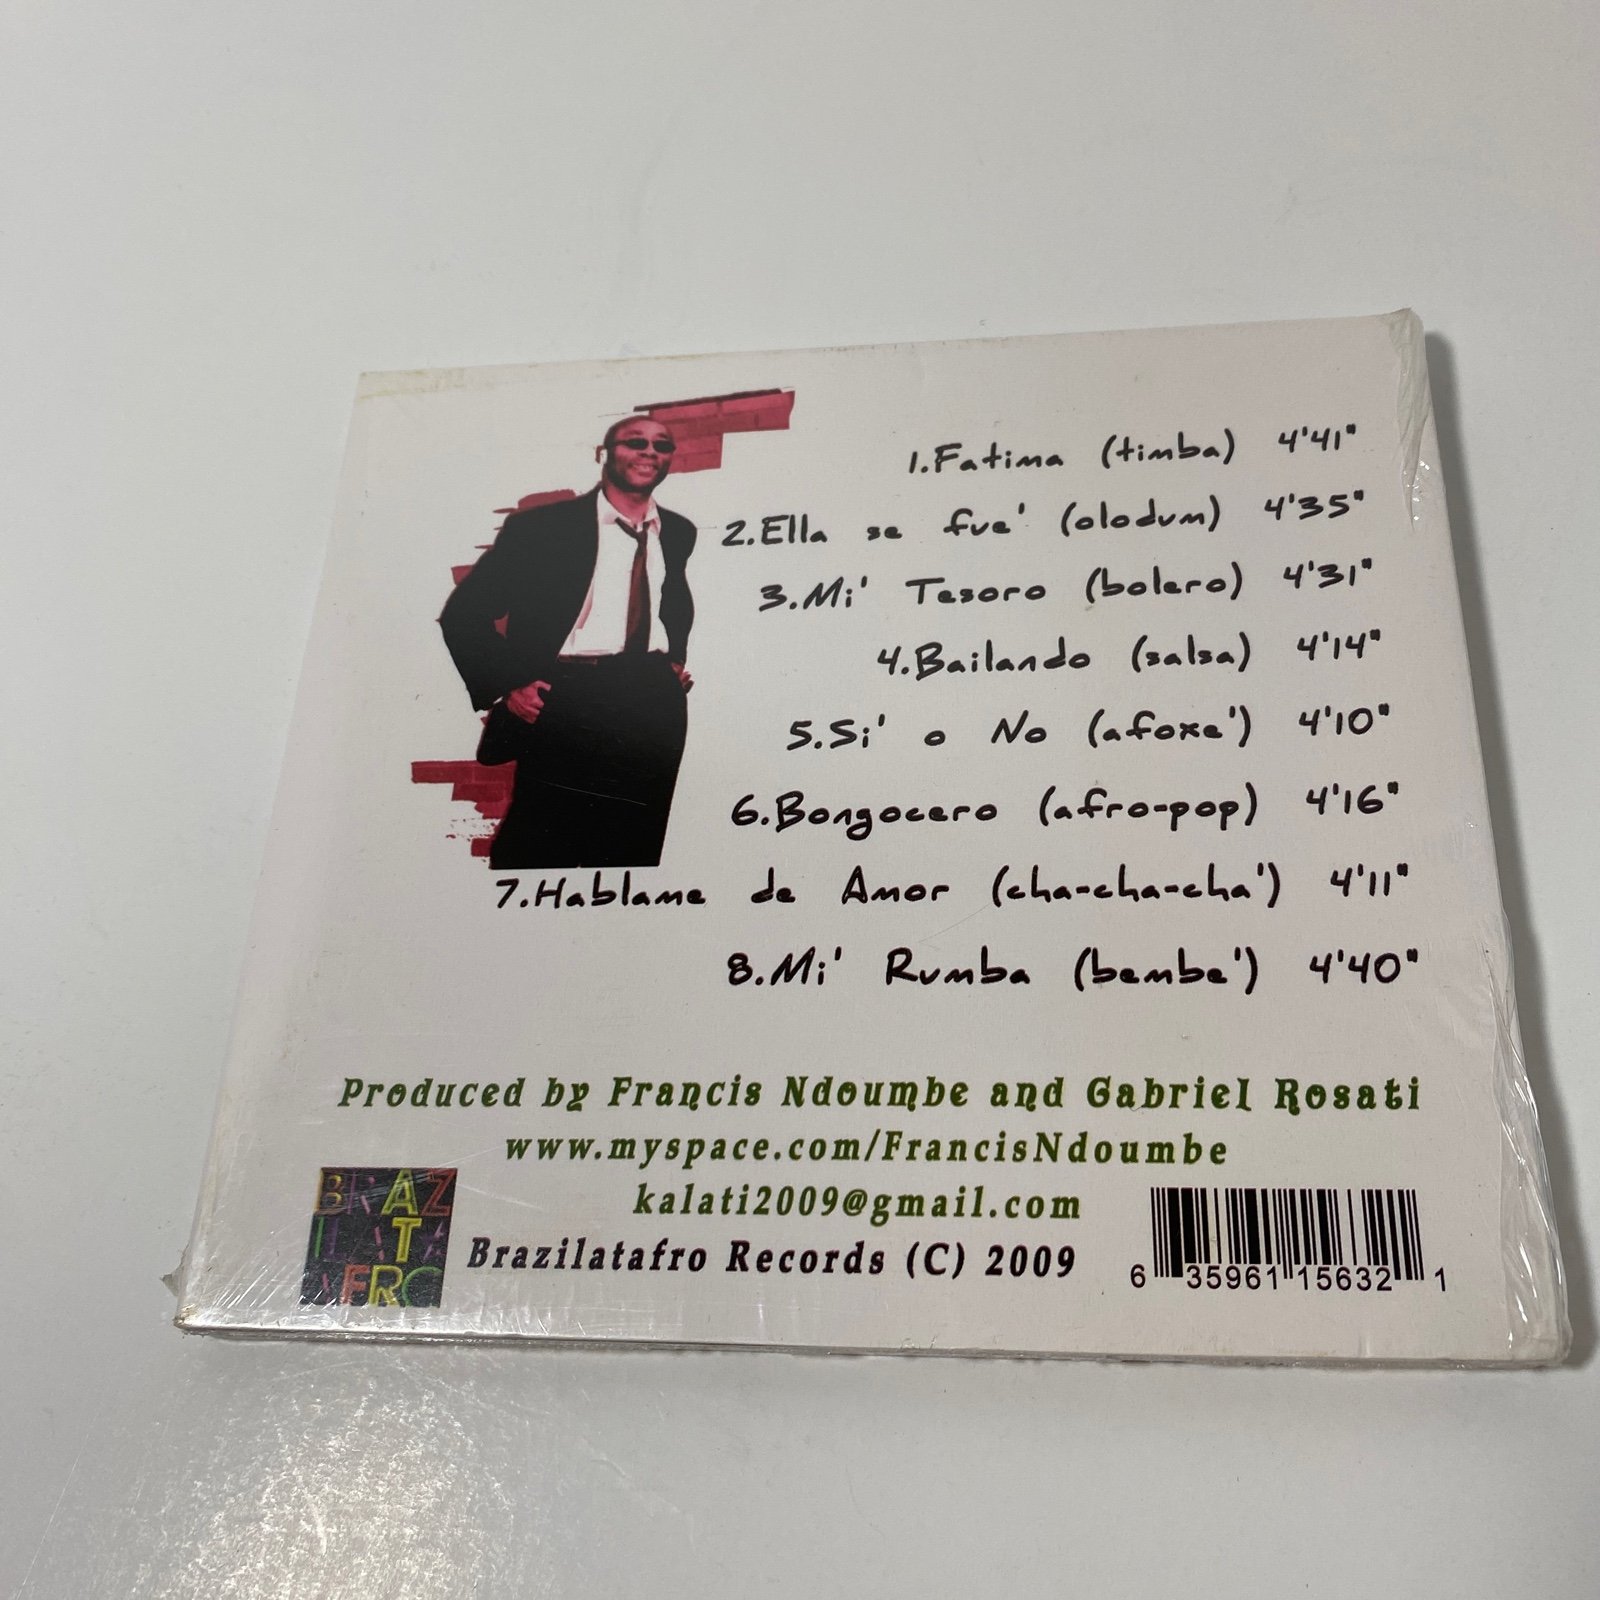 1.Fatima (timba) 4'41"
2.Ella se fue' (olodum) 4'35"
3.Mi' Tesoro (bolero) 4'31"
4.Bailando (salsa) 4'14"
5.Si' o No (afoxe') 4'10"
6.Bongocero (afro-pop) 4'16"
7.Hablame de Amor (cha-cha-cha') 4'11"
8.Mi' Rumba (bembe') 4'40"
Produced by Francis Ndoumbe and Gabriel Rosati
www.myspace.com/FrancisNdoumbe
kalati2009@gmail.com
BRAZ
ILATA
AFRO
Brazilatafro Records (C) 2009
6 35961 15632 1